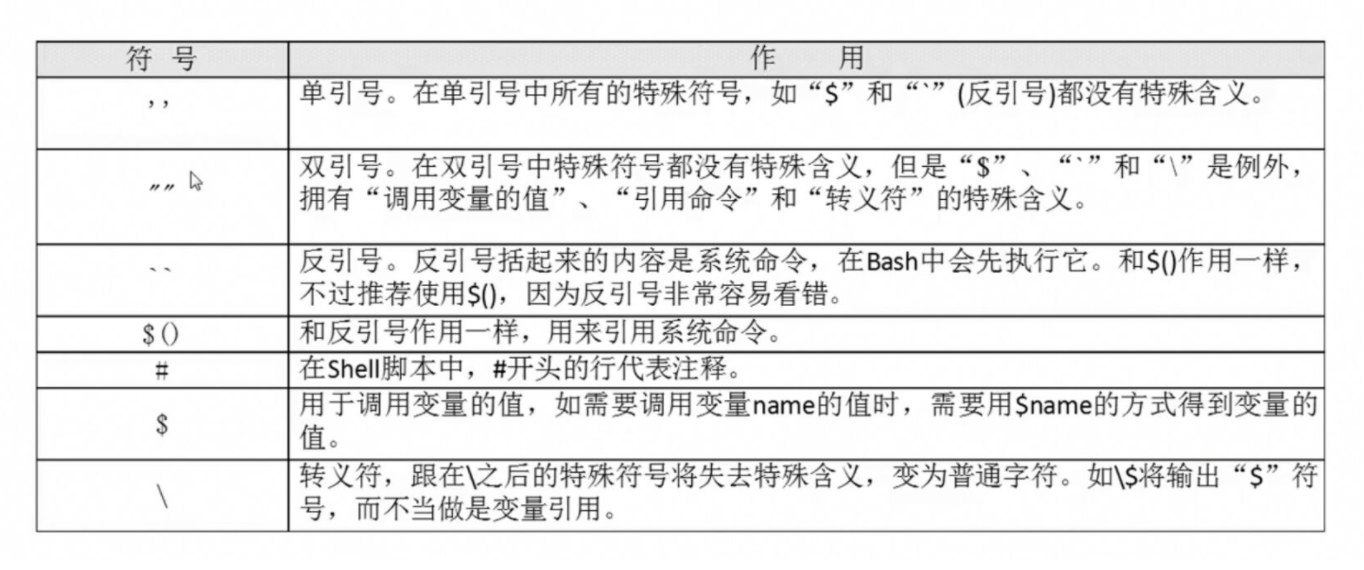 符 号 作 用
' ' 单引号。在单引号中所有的特殊符号，如“$”和“`”(反引号)都没有特殊含义。
" " 双引号。在双引号中特殊符号都没有特殊含义，但是“$”、“`”和“\”是例外，
拥有“调用变量的值”、“引用命令”和“转义符”的特殊含义。
` ` 反引号。反引号括起来的内容是系统命令，在Bash中会先执行它。和$()作用一样，
不过推荐使用$()，因为反引号非常容易看错。
$() 和反引号作用一样，用来引用系统命令。
# 在Shell脚本中，#开头的行代表注释。
$ 用于调用变量的值，如需要调用变量name的值时，需要用$name的方式得到变量的
值。
\ 转义符，跟在\之后的特殊符号将失去特殊含义，变为普通字符。如\$将输出“$”符
号，而不当做是变量引用。